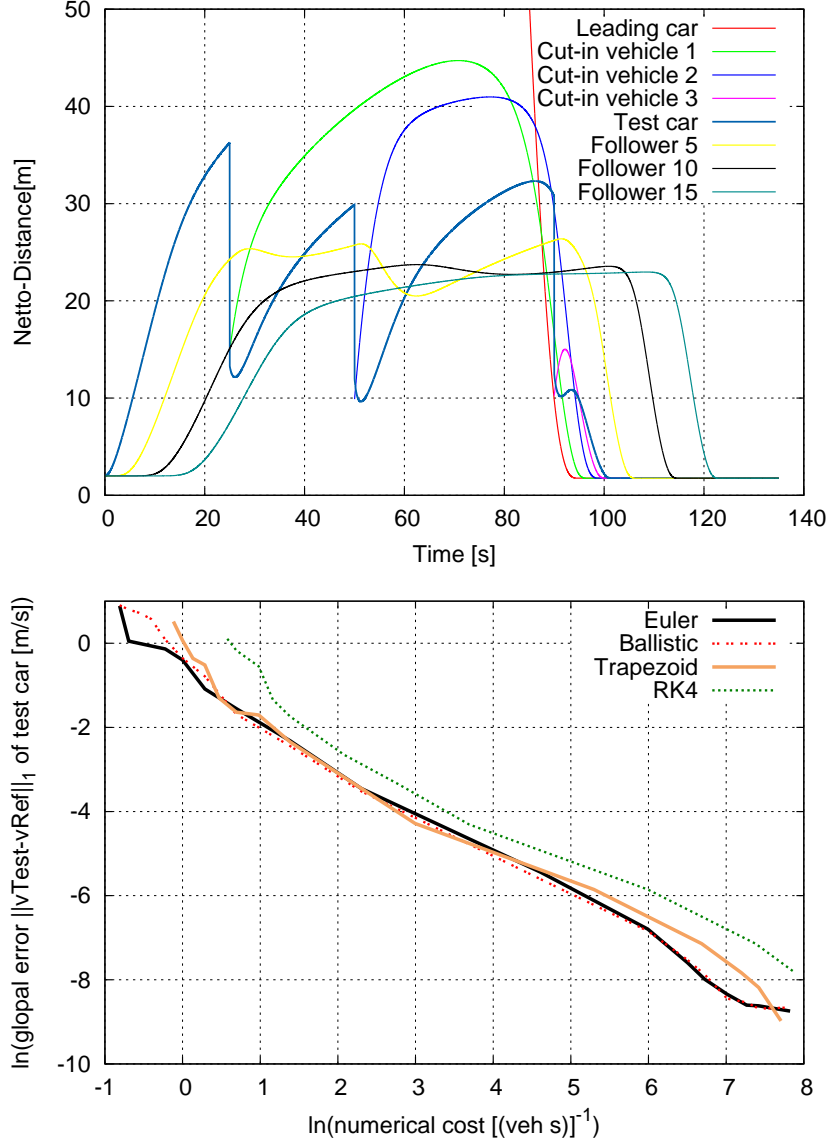 Netto-Distance[m]
50
40
30
20
10
0
0 20 40 60 80 100 120 140
Time [s]
Leading car
Cut-in vehicle 1
Cut-in vehicle 2
Cut-in vehicle 3
Test car
Follower 5
Follower 10
Follower 15
ln(glopal error ||vTest-vRef||₁ of test car [m/s])
0
-2
-4
-6
-8
-10
-1 0 1 2 3 4 5 6 7 8
ln(numerical cost [(veh s)]⁻¹)
Euler
Ballistic
Trapezoid
RK4